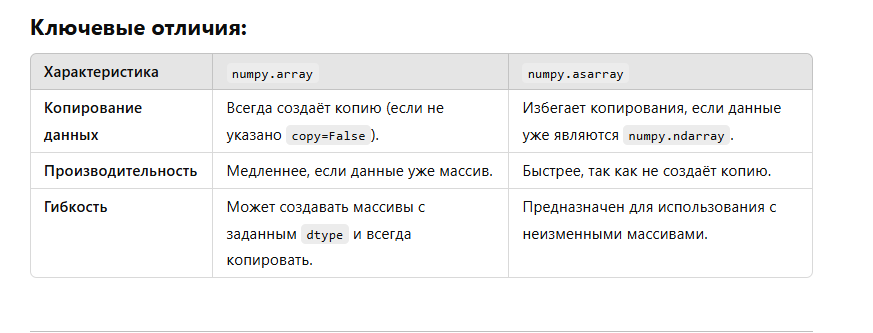 Ключевые отличия:
Характеристика numpy.array numpy.asarray
Копирование данных Всегда создаёт копию (если не указано copy=False). Избегает копирования, если данные уже являются numpy.ndarray.
Производительность Медленнее, если данные уже массив. Быстрее, так как не создаёт копию.
Гибкость Может создавать массивы с заданным dtype и всегда копировать. Предназначен для использования с неизменными массивами.